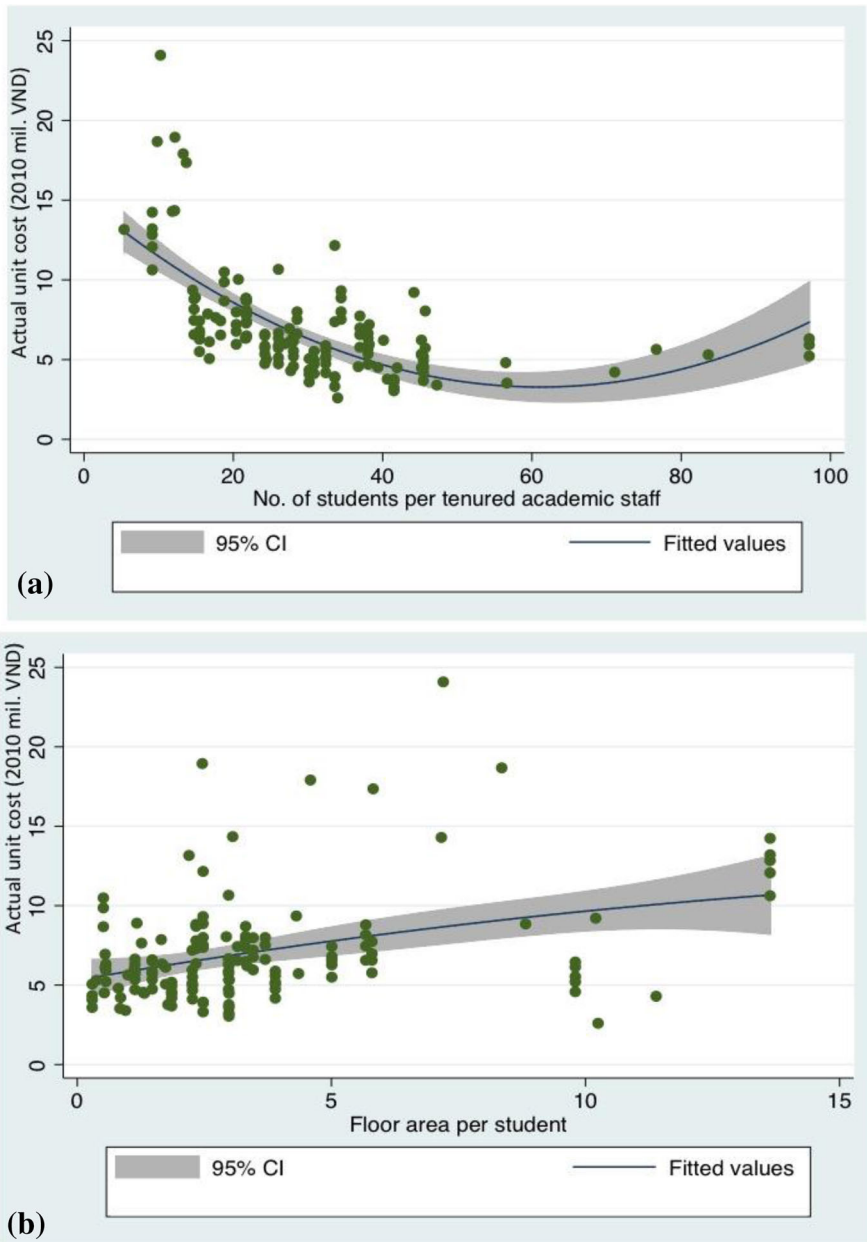 Actual unit cost (2010 mil. VND)
25
20
15
10
5
0
0 20 40 60 80 100
No. of students per tenured academic staff
95% CI Fitted values
(a)
Actual unit cost (2010 mil. VND)
25
20
15
10
5
0
0 5 10 15
Floor area per student
95% CI Fitted values
(b)